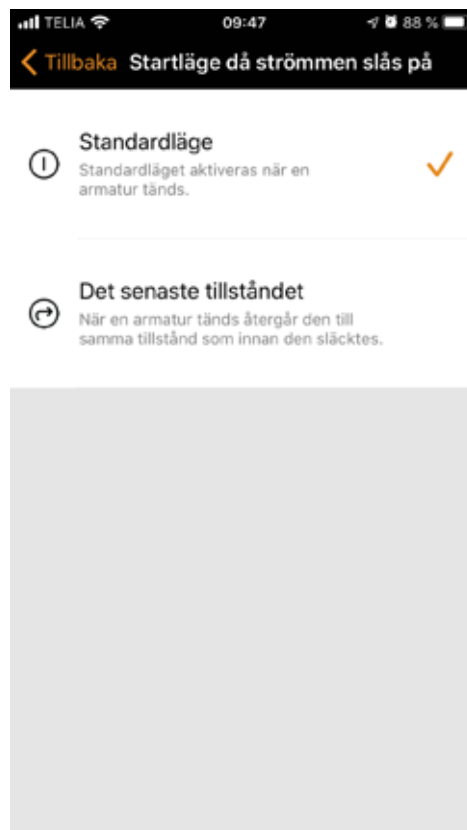 TELIA 09:47 88 %
Tillbaka Startläge då strömmen slås på
Standardläge
Standardläget aktiveras när en
armatur tänds.
Det senaste tillståndet
När en armatur tänds återgår den till
samma tillstånd som innan den släcktes.